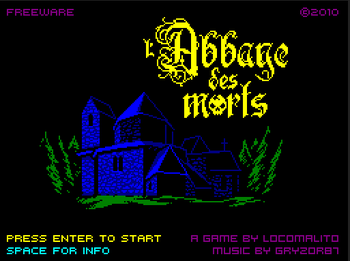 FREEWARE ©2010
L'Abbaye
des
morts
PRESS ENTER TO START
A GAME BY LOCOMALITO
SPACE FOR INFO
MUSIC BY GRYZOR87